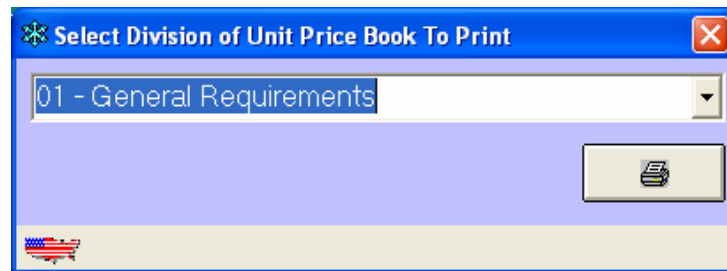 Select Division of Unit Price Book To Print
01 - General Requirements